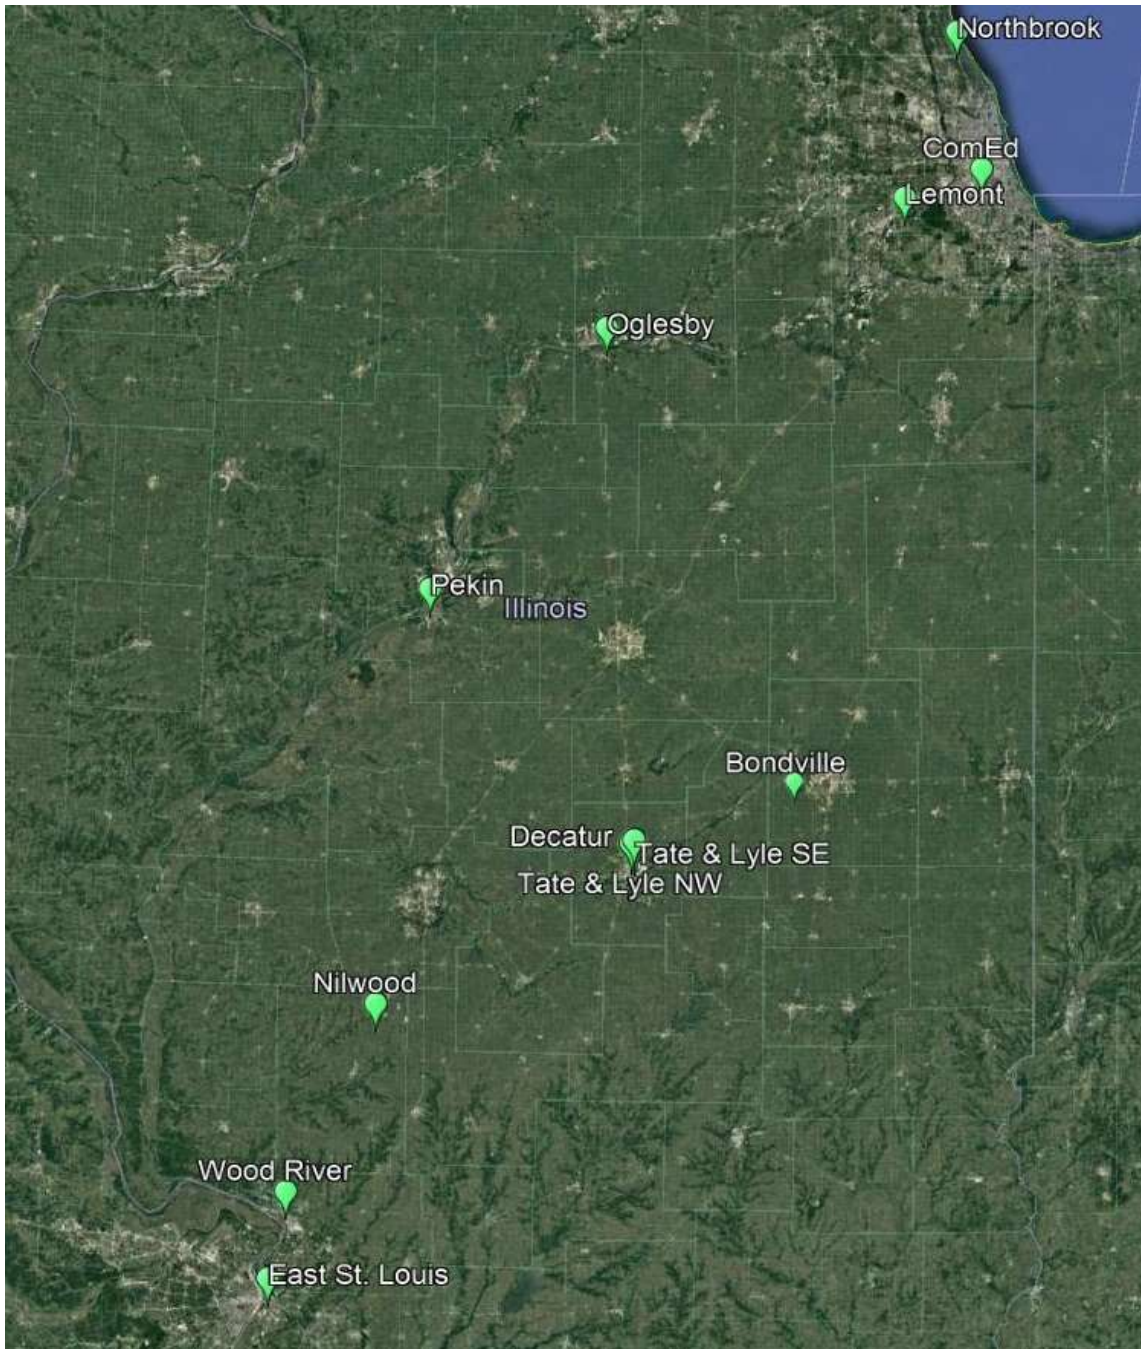 Northbrook
ComEd
Lemont
Oglesby
Pekin
Illinois
Bondville
Decatur
Tate & Lyle SE
Tate & Lyle NW
Nilwood
Wood River
East St. Louis